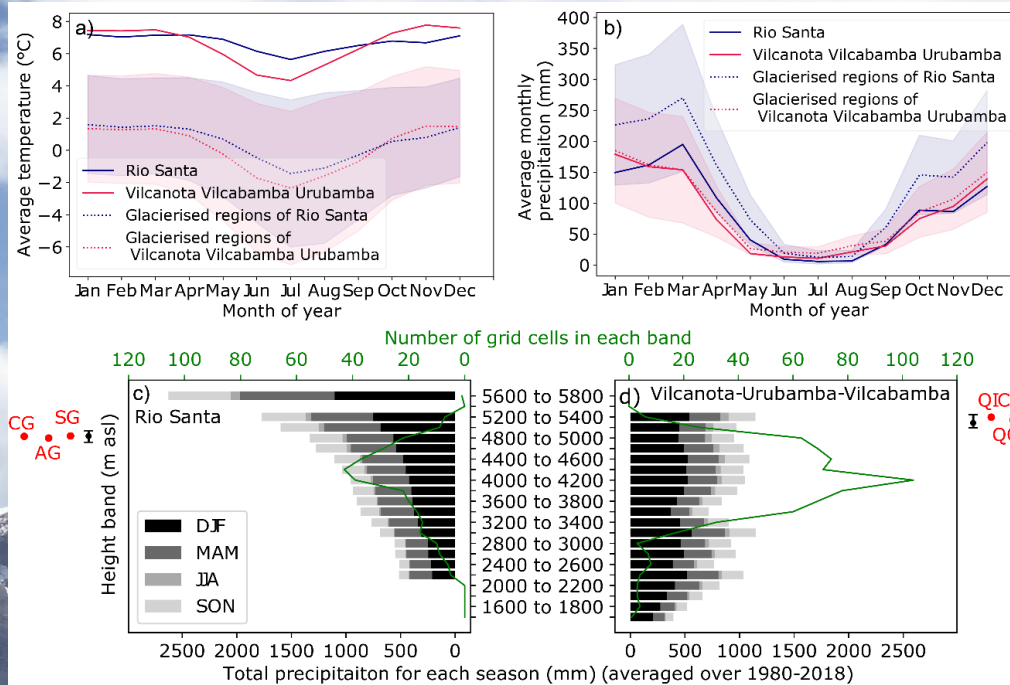 a)
Average temperature (°C)
8
6
4
2
0
−2
−4
−6
Rio Santa
Vilcanota Vilcabamba Urubamba
Glacierised regions of Rio Santa
Glacierised regions of
Vilcanota Vilcabamba Urubamba
Jan Feb Mar Apr May Jun Jul Aug Sep Oct Nov Dec
Month of year
b)
Average monthly
precipitaiton (mm)
400
350
300
250
200
150
100
50
0
Rio Santa
Vilcanota Vilcabamba Urubamba
Glacierised regions of Rio Santa
Glacierised regions of
Vilcanota Vilcabamba Urubamba
Jan Feb Mar Apr May Jun Jul Aug Sep Oct Nov Dec
Month of year
Number of grid cells in each band
120 100 80 60 40 20 0
0 20 40 60 80 100 120
c)
Rio Santa
CG
SG
AG
Height band (m asl)
DJF
MAM
JJA
SON
5600 to 5800
5200 to 5400
4800 to 5000
4400 to 4600
4000 to 4200
3600 to 3800
3200 to 3400
2800 to 3000
2400 to 2600
2000 to 2200
1600 to 1800
d)
Vilcanota-Urubamba-Vilcabamba
QIC
2500 2000 1500 1000 500 0
0 500 1000 1500 2000 2500
Total precipitaiton for each season (mm) (averaged over 1980-2018)